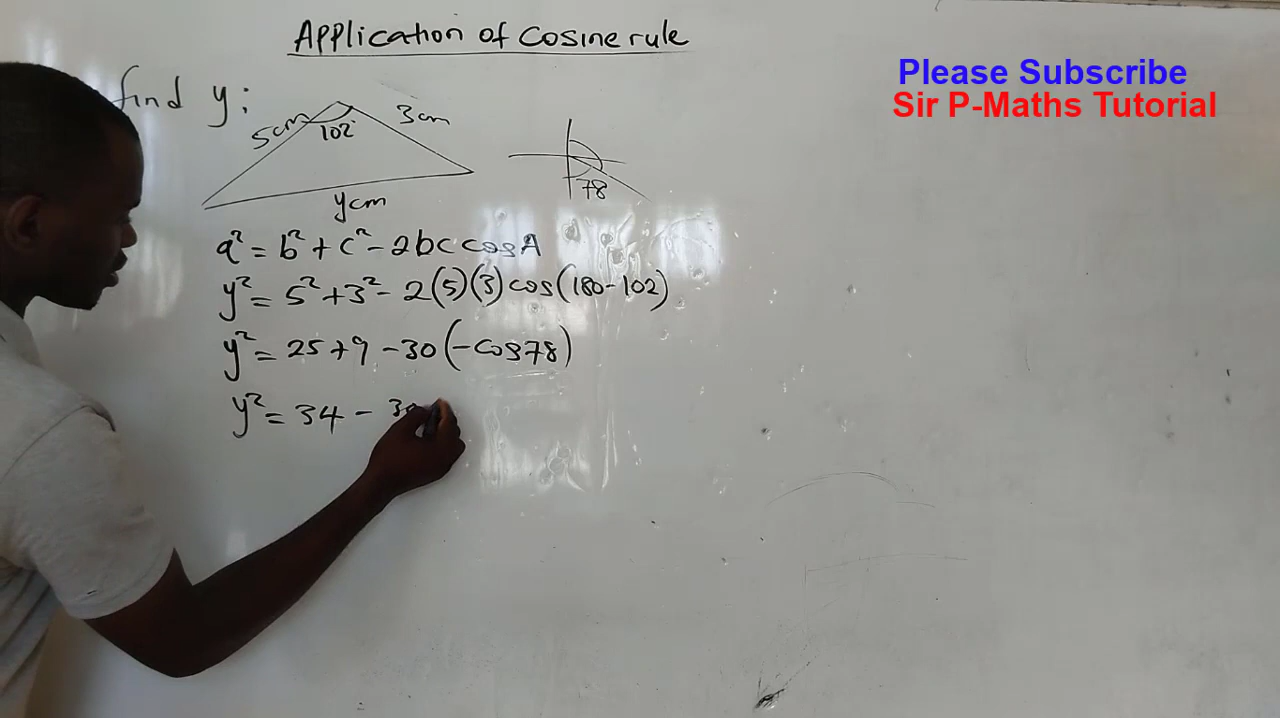 Application of Cosine rule
Please Subscribe
Sir P-Maths Tutorial
find y:
5cm
102°
3cm
ycm
78
a² = b² + c² - 2bc cosA
y² = 5² + 3² - 2(5)(3) cos(180-102)
y² = 25 + 9 - 30(-cos78)
y² = 34 - 30